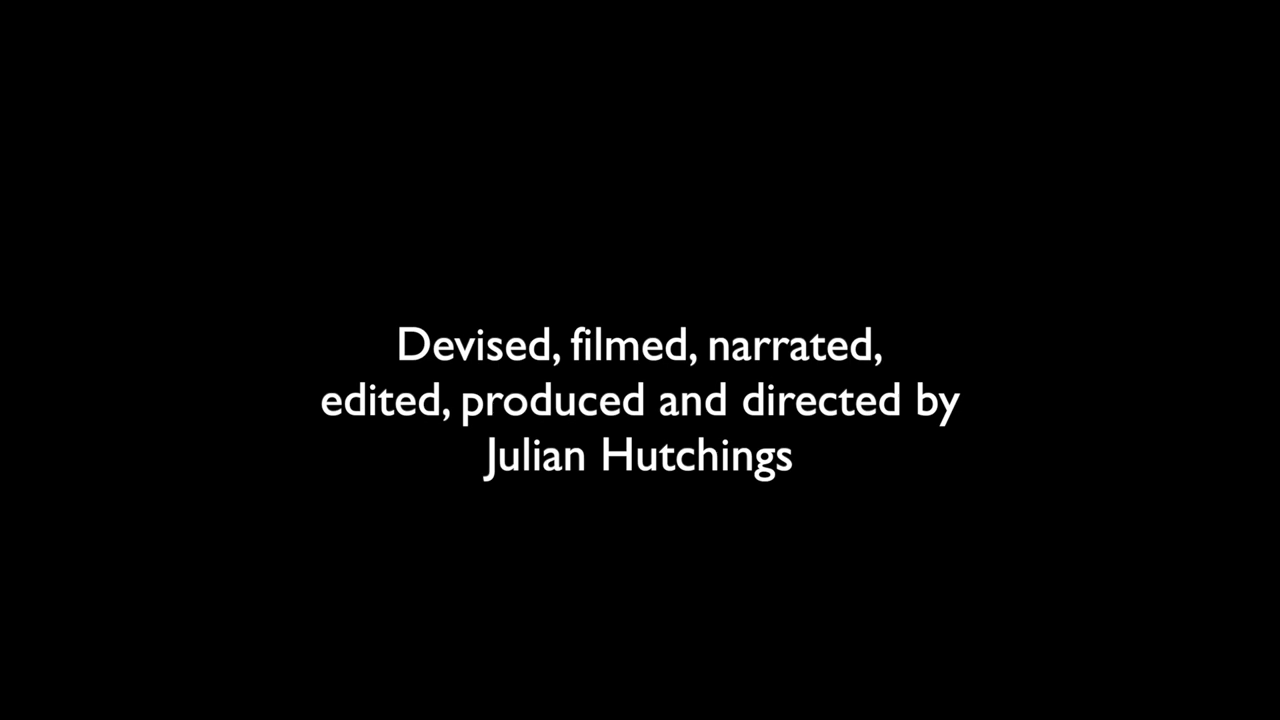 Devised, filmed, narrated,
edited, produced and directed by
Julian Hutchings